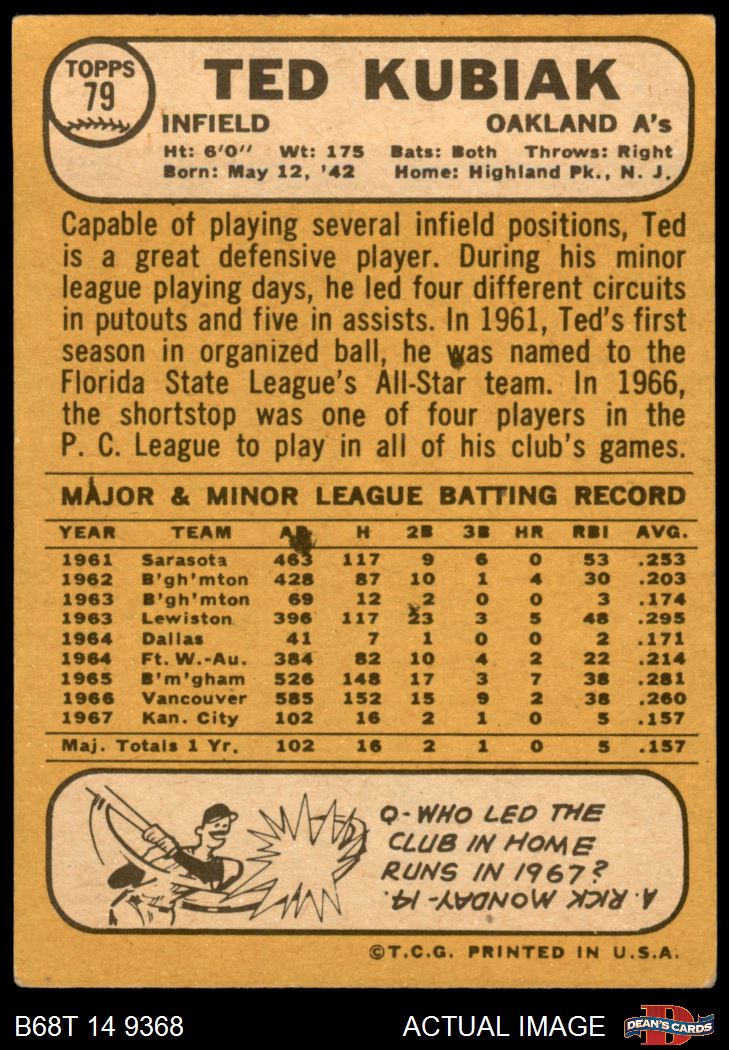 TOPPS
79
TED KUBIAK
INFIELD OAKLAND A's
Ht: 6'0" Wt: 175 Bats: Both Throws: Right
Born: May 12, '42 Home: Highland Pk., N. J.
Capable of playing several infield positions, Ted
is a great defensive player. During his minor
league playing days, he led four different circuits
in putouts and five in assists. In 1961, Ted's first
season in organized ball, he was named to the
Florida State League's All-Star team. In 1966,
the shortstop was one of four players in the
P. C. League to play in all of his club's games.
MAJOR & MINOR LEAGUE BATTING RECORD
YEAR TEAM AB H 2B 3B HR RBI AVG.
1961 Sarasota 463 117 9 6 0 53 .253
1962 B'gh'mton 428 87 10 1 4 30 .203
1963 B'gh'mton 69 12 2 0 0 3 .174
1963 Lewiston 396 117 23 3 5 48 .295
1964 Dallas 41 7 1 0 0 2 .171
1964 Ft. W.-Au. 384 82 10 4 2 22 .214
1965 B'm'gham 526 148 17 3 7 38 .281
1966 Vancouver 585 152 15 9 2 38 .260
1967 Kan. City 102 16 2 1 0 5 .157
Maj. Totals 1 Yr. 102 16 2 1 0 5 .157
Q-WHO LED THE
CLUB IN HOME
RUNS IN 1967?
A. RICK MONDAY-14.
©T.C.G. PRINTED IN U.S.A.
B68T 14 9368 ACTUAL IMAGE
D
DEAN'S CARDS